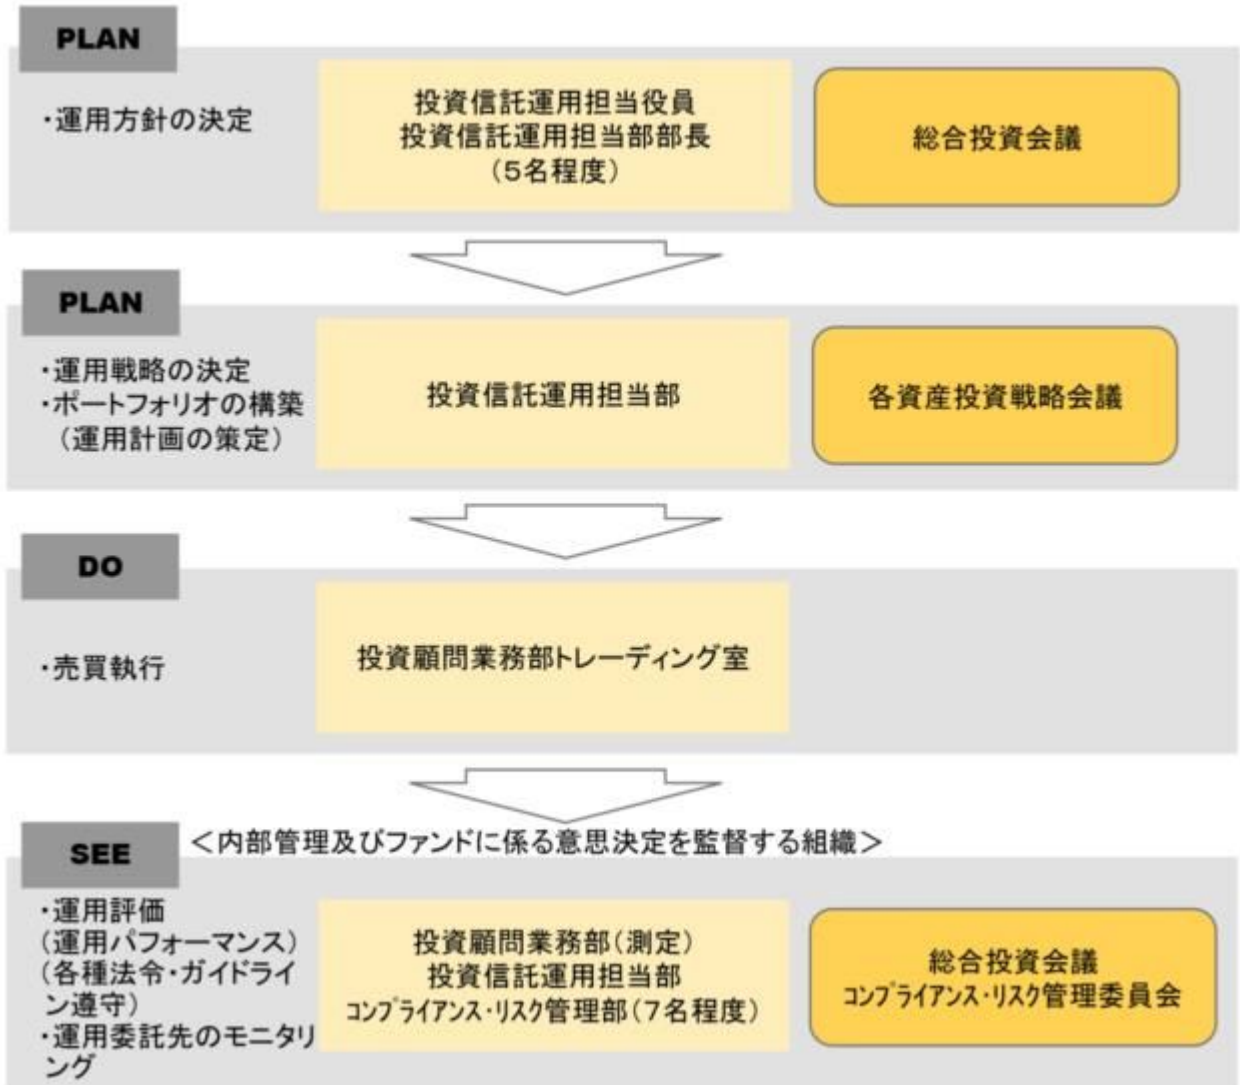 PLAN
・運用方針の決定
投資信託運用担当役員
投資信託運用担当部部長
(5名程度)
総合投資会議
PLAN
・運用戦略の決定
・ポートフォリオの構築
(運用計画の策定)
投資信託運用担当部
各資産投資戦略会議
DO
・売買執行
投資顧問業務部トレーディング室
SEE
<内部管理及びファンドに係る意思決定を監督する組織>
・運用評価
(運用パフォーマンス)
(各種法令・ガイドライ
ン遵守)
・運用委託先のモニタリ
ング
投資顧問業務部(測定)
投資信託運用担当部
コンプライアンス・リスク管理部(7名程度)
総合投資会議
コンプライアンス・リスク管理委員会